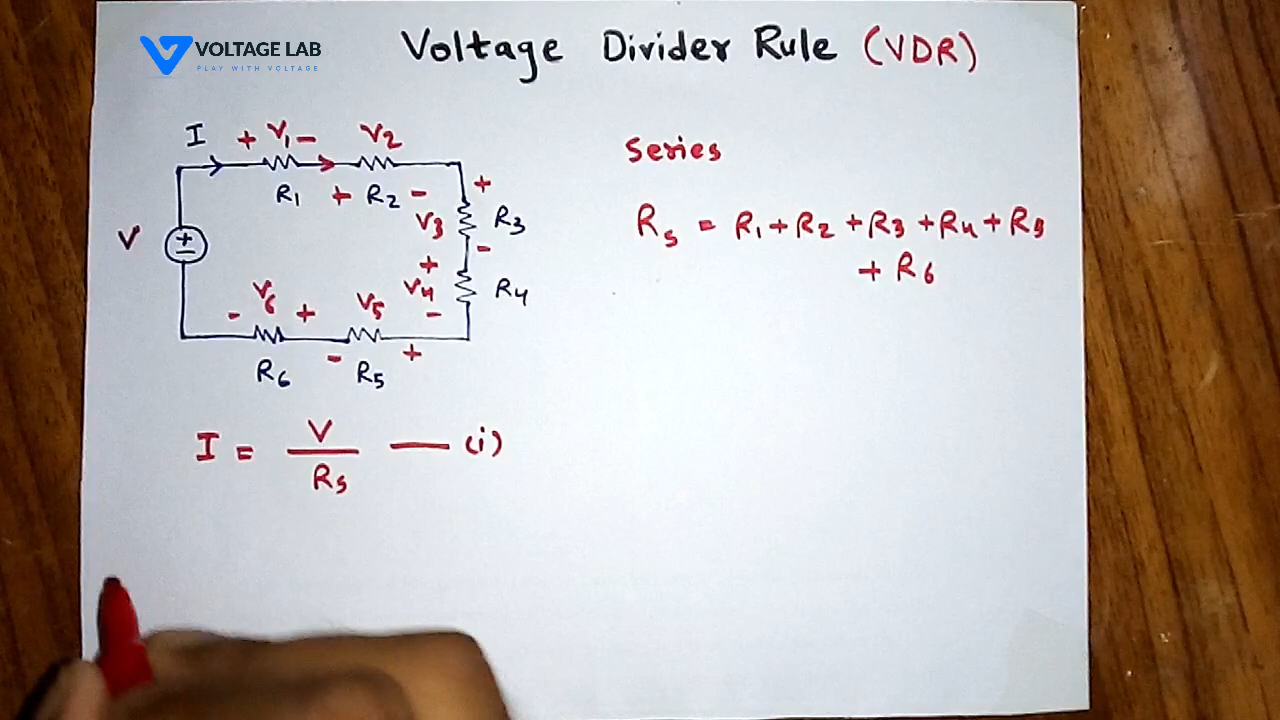 VOLTAGE LAB
PLAY WITH VOLTAGE
Voltage Divider Rule (VDR)
I + V1 - V2
R1 + R2 -
+
V3 R3
-
V
+
V4 R4
-
- V6 + V5
- +
R6 R5
Series
Rs = R1 + R2 + R3 + R4 + R5
+ R6
I = V
Rs
— (i)